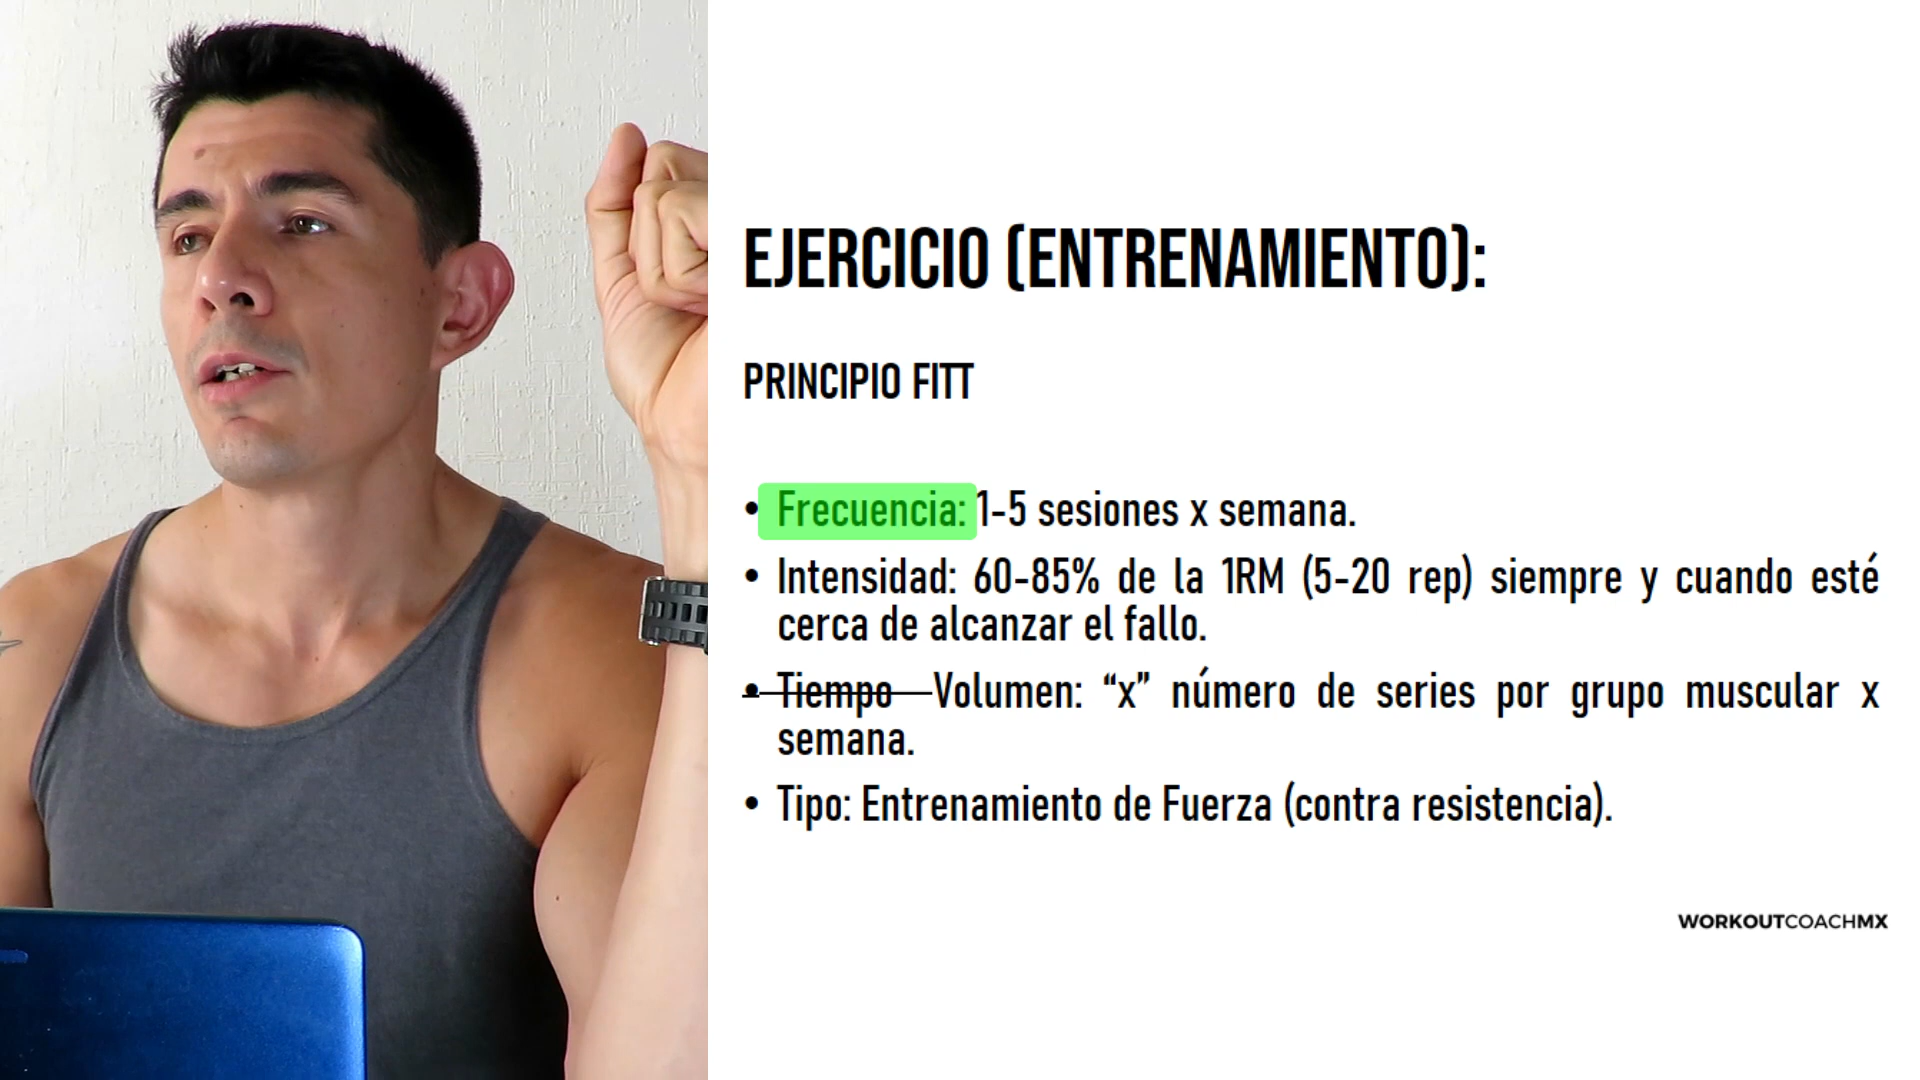 EJERCICIO (ENTRENAMIENTO):
PRINCIPIO FITT
• Frecuencia: 1-5 sesiones x semana.
• Intensidad: 60-85% de la 1RM (5-20 rep) siempre y cuando esté
cerca de alcanzar el fallo.
• Tiempo Volumen: “x” número de series por grupo muscular x
semana.
• Tipo: Entrenamiento de Fuerza (contra resistencia).
WORKOUTCOACHMX